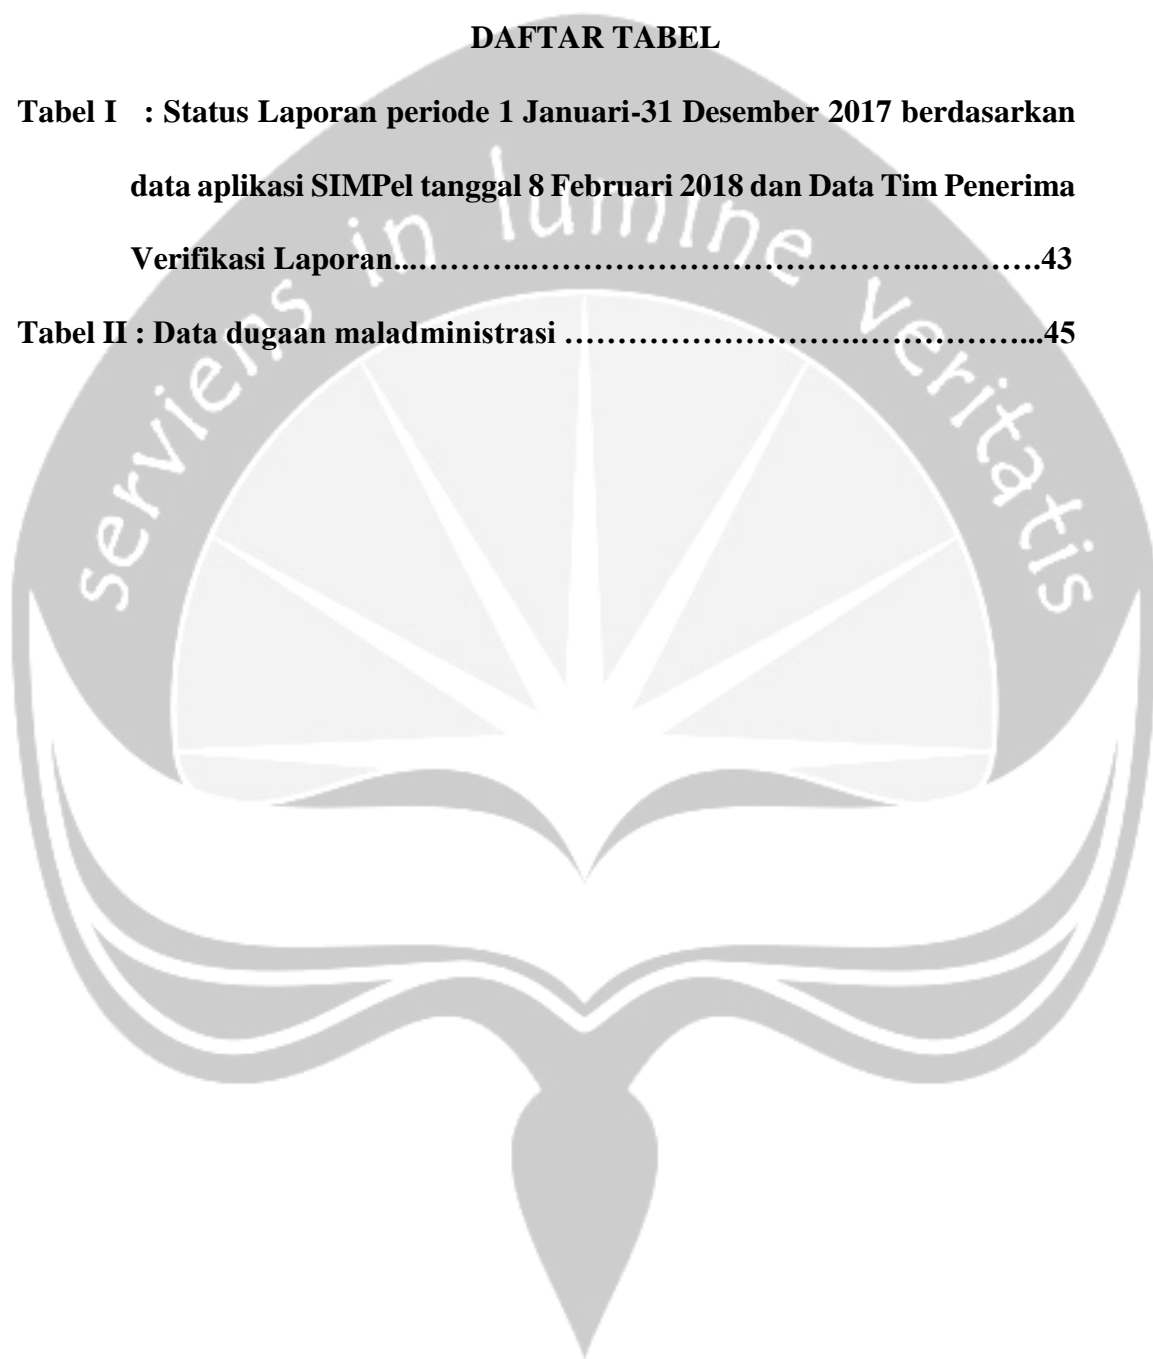 DAFTAR TABEL
Tabel I : Status Laporan periode 1 Januari-31 Desember 2017 berdasarkan
data aplikasi SIMPel tanggal 8 Februari 2018 dan Data Tim Penerima
Verifikasi Laporan...………..……………………………………..….…….43
Tabel II : Data dugaan maladministrasi ……………………….……………...45
serviens in lumine veritatis